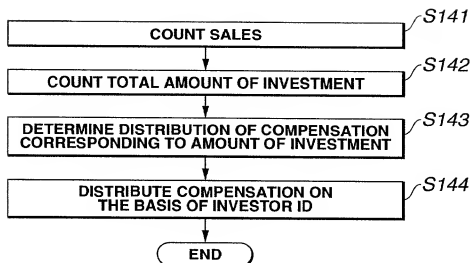 COUNT SALES
S141
COUNT TOTAL AMOUNT OF INVESTMENT
S142
DETERMINE DISTRIBUTION OF COMPENSATION
CORRESPONDING TO AMOUNT OF INVESTMENT
S143
DISTRIBUTE COMPENSATION ON
THE BASIS OF INVESTOR ID
S144
END